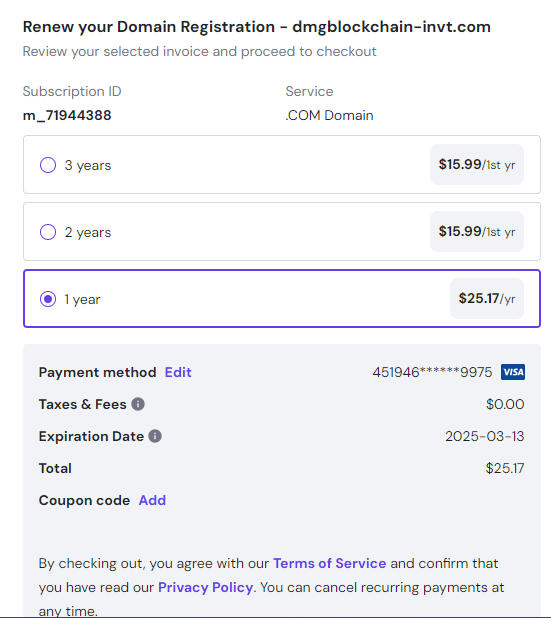 Renew your Domain Registration - dmgblockchain-invt.com
Review your selected invoice and proceed to checkout
Subscription ID Service
m_71944388 .COM Domain
3 years $15.99/1st yr
2 years $15.99/1st yr
1 year $25.17/yr
Payment method Edit 451946******9975 VISA
Taxes & Fees i $0.00
Expiration Date i 2025-03-13
Total $25.17
Coupon code Add
By checking out, you agree with our Terms of Service and confirm that
you have read our Privacy Policy. You can cancel recurring payments at
any time.